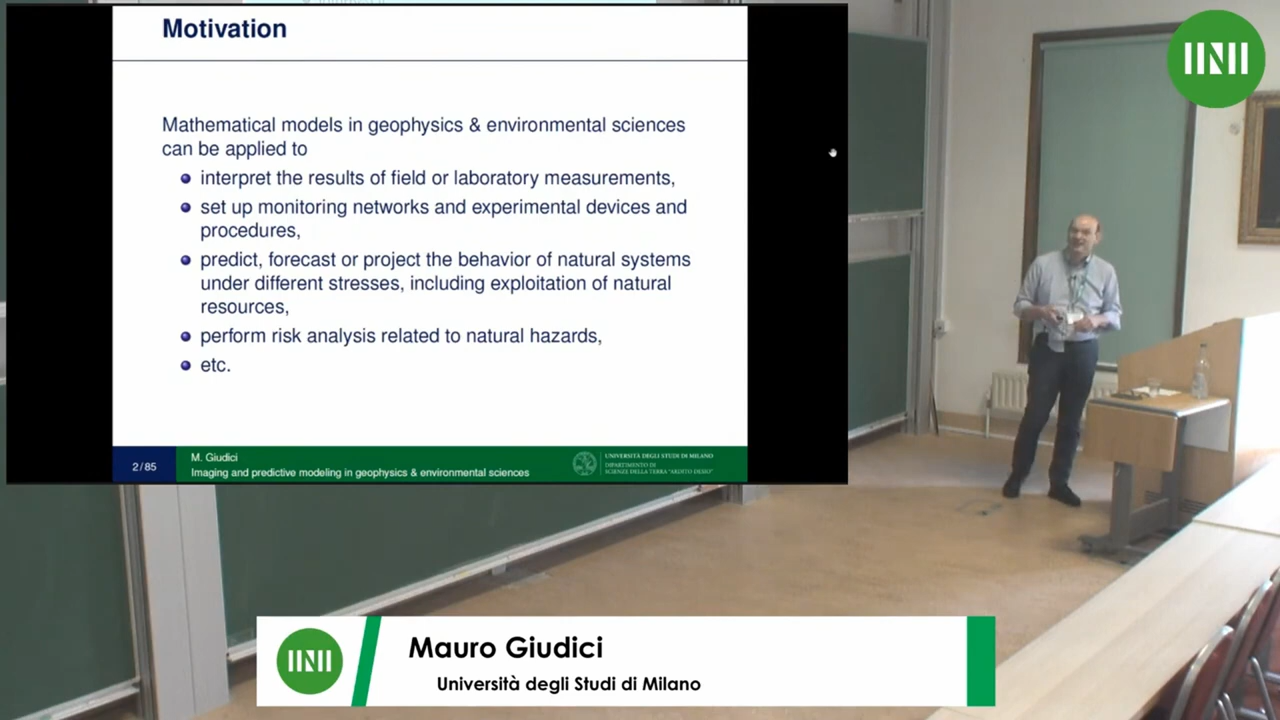 Motivation
Mathematical models in geophysics & environmental sciences
can be applied to
interpret the results of field or laboratory measurements,
set up monitoring networks and experimental devices and
procedures,
predict, forecast or project the behavior of natural systems
under different stresses, including exploitation of natural
resources,
perform risk analysis related to natural hazards,
etc.
2 / 85
M. Giudici
Imaging and predictive modeling in geophysics & environmental sciences
UNIVERSITÀ DEGLI STUDI DI MILANO
DIPARTIMENTO DI
SCIENZE DELLA TERRA "ARDITO DESIO"
Mauro Giudici
Università degli Studi di Milano